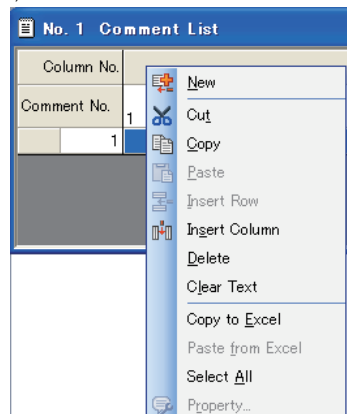 No. 1 Comment List
Column No.
Comment No.
1
1
New
Cut
Copy
Paste
Insert Row
Insert Column
Delete
Clear Text
Copy to Excel
Paste from Excel
Select All
Property...